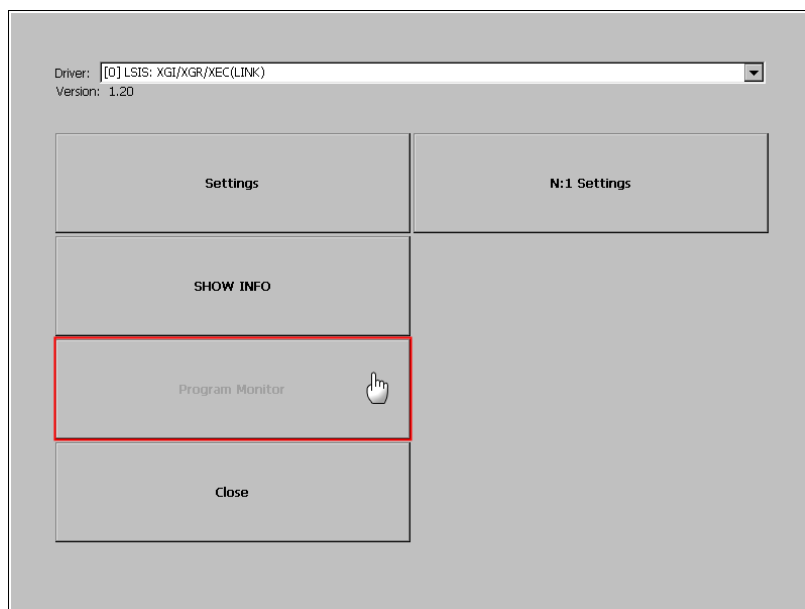 Driver: [0] LSIS: XGI/XGR/XEC(LINK)
Version: 1.20
Settings
N:1 Settings
SHOW INFO
Program Monitor
Close